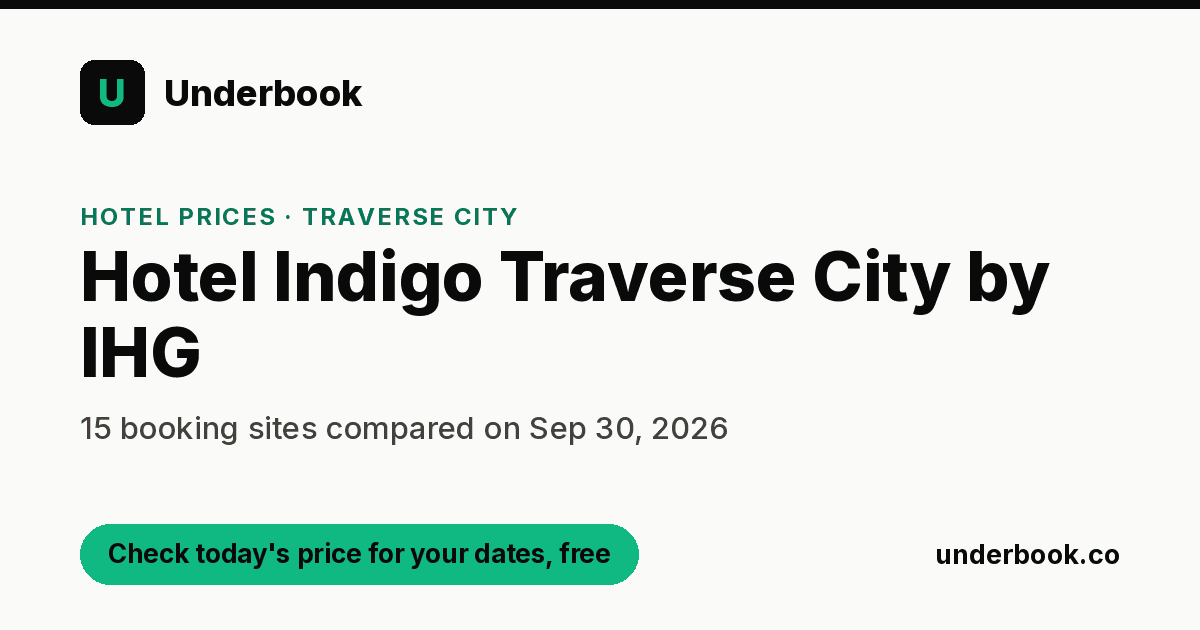 U
Underbook
HOTEL PRICES · TRAVERSE CITY
Hotel Indigo Traverse City by
IHG
15 booking sites compared on Sep 30, 2026
Check today's price for your dates, free
underbook.co